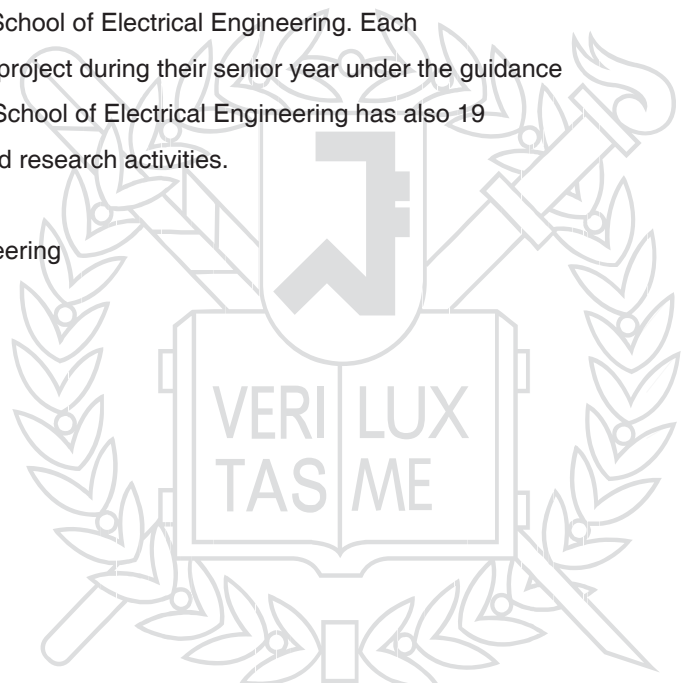 School of Electrical Engineering. Each
project during their senior year under the guidance
School of Electrical Engineering has also 19
d research activities.
eering
VERI LUX
TAS ME